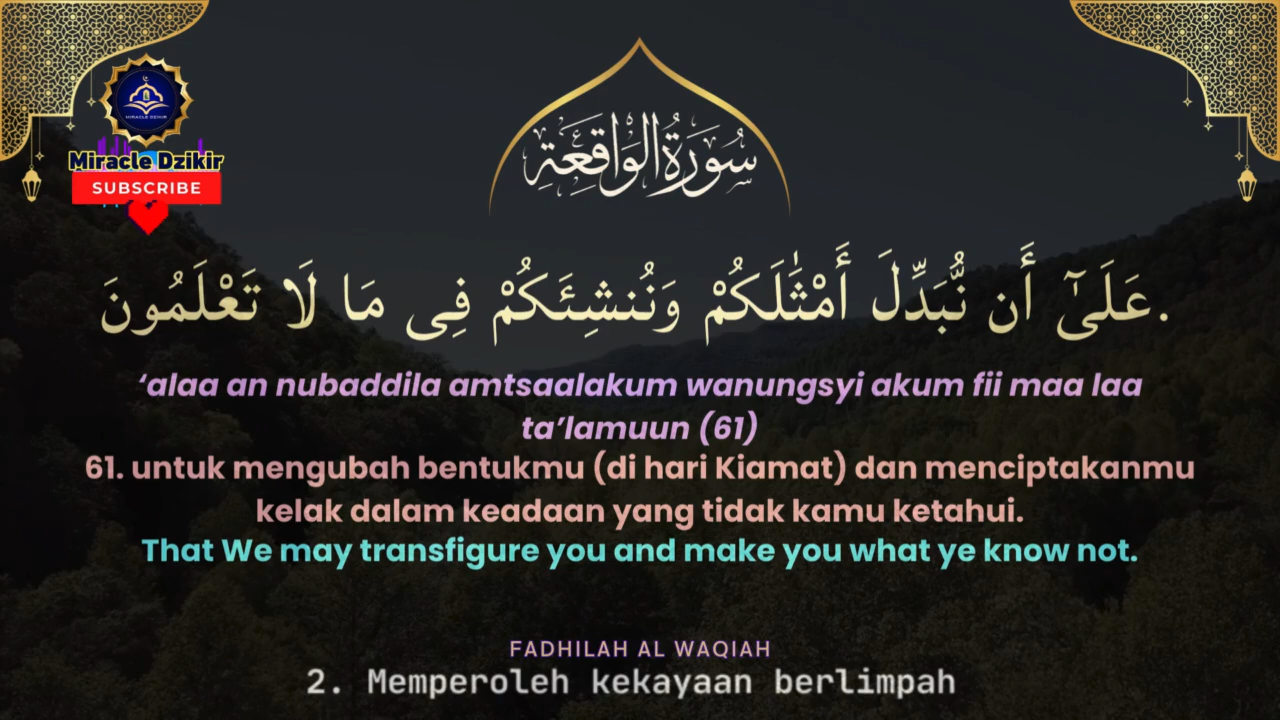 MIRACLE DZIKIR
Miracle Dzikir
SUBSCRIBE
سُورَةُ الوَاقِعَةِ
عَلَىٰٓ أَن نُّبَدِّلَ أَمْثَٰلَكُمْ وَنُنشِئَكُمْ فِى مَا لَا تَعْلَمُونَ.
‘alaa an nubaddila amtsaalakum wanungsyi akum fii maa laa
ta’lamuun (61)
61. untuk mengubah bentukmu (di hari Kiamat) dan menciptakanmu
kelak dalam keadaan yang tidak kamu ketahui.
That We may transfigure you and make you what ye know not.
FADHILAH AL WAQIAH
2. Memperoleh kekayaan berlimpah